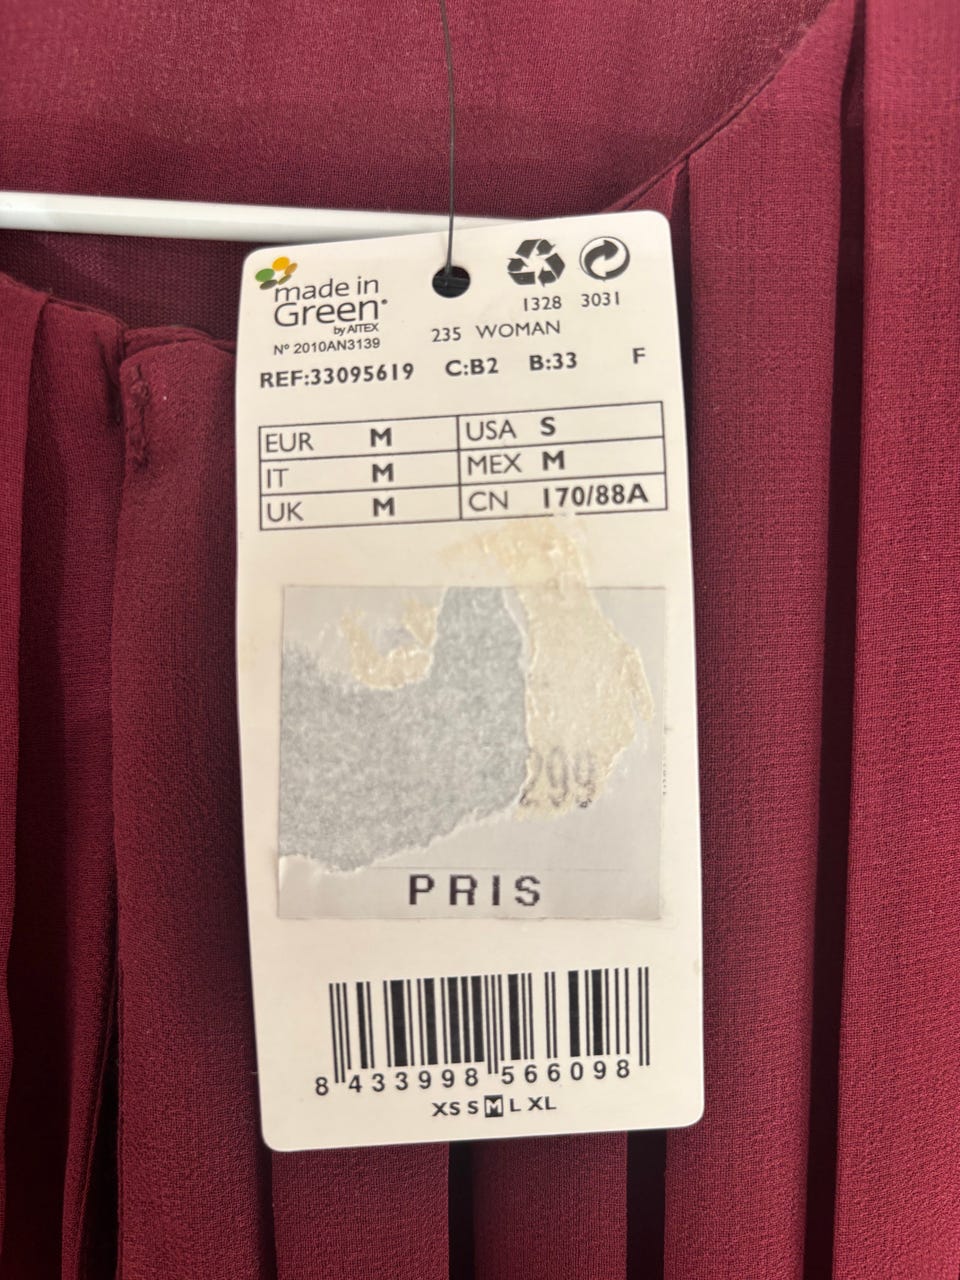 made in
Green
by AITEX
Nº 2010AN3139
1328 3031
235 WOMAN
REF:33095619 C:B2 B:33 F
EUR M USA S
IT M MEX M
UK M CN 170/88A
299
PRIS
8 433998 566098
XS S M L XL